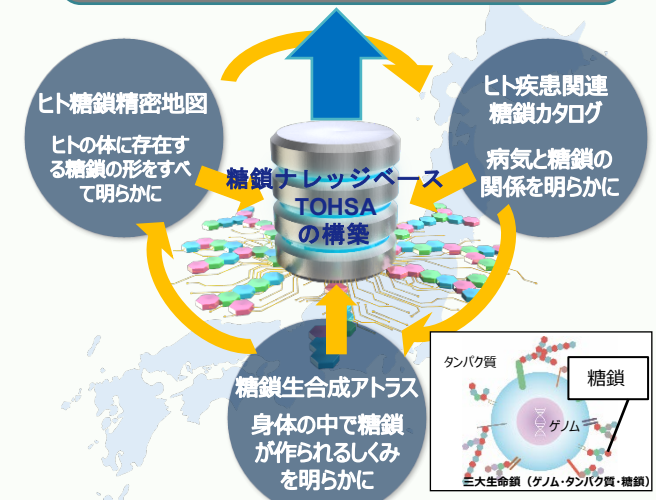 ヒト糖鎖精密地図
ヒトの体に存在す
る糖鎖の形をすべ
て明らかに
ヒト疾患関連
糖鎖カタログ
病気と糖鎖の
関係を明らかに
糖鎖ナレッジベース
TOHSA
の構築
糖鎖生合成アトラス
身体の中で糖鎖
が作られるしくみ
を明らかに
タンパク質
糖鎖
ゲノム
三大生命鎖（ゲノム・タンパク質・糖鎖）